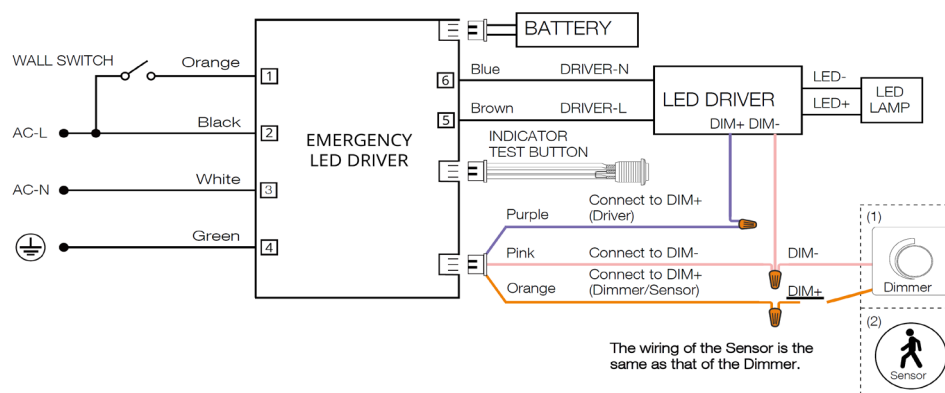 BATTERY
WALL SWITCH
Orange
1
6
Blue
DRIVER-N
LED DRIVER
DIM+ DIM-
LED-
LED+
LED
LAMP
AC-L
Black
2
5
Brown
DRIVER-L
EMERGENCY
LED DRIVER
INDICATOR
TEST BUTTON
AC-N
White
3
Green
4
Purple
Connect to DIM+
(Driver)
Pink
Connect to DIM-
DIM-
Orange
Connect to DIM+
(Dimmer/Sensor)
DIM+
(1)
Dimmer
(2)
Sensor
The wiring of the Sensor is the
same as that of the Dimmer.